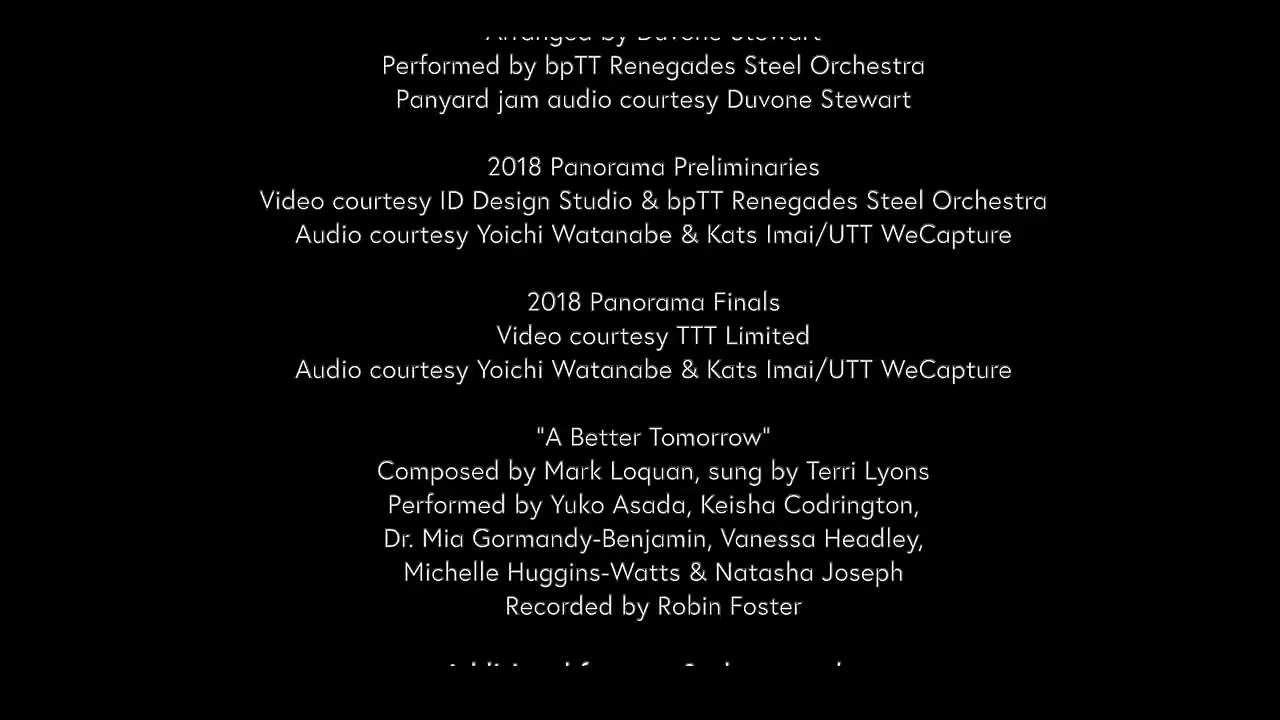 Arranged by Duvone Stewart
Performed by bpTT Renegades Steel Orchestra
Panyard jam audio courtesy Duvone Stewart
2018 Panorama Preliminaries
Video courtesy ID Design Studio & bpTT Renegades Steel Orchestra
Audio courtesy Yoichi Watanabe & Kats Imai/UTT WeCapture
2018 Panorama Finals
Video courtesy TTT Limited
Audio courtesy Yoichi Watanabe & Kats Imai/UTT WeCapture
"A Better Tomorrow"
Composed by Mark Loquan, sung by Terri Lyons
Performed by Yuko Asada, Keisha Codrington,
Dr. Mia Gormandy-Benjamin, Vanessa Headley,
Michelle Huggins-Watts & Natasha Joseph
Recorded by Robin Foster